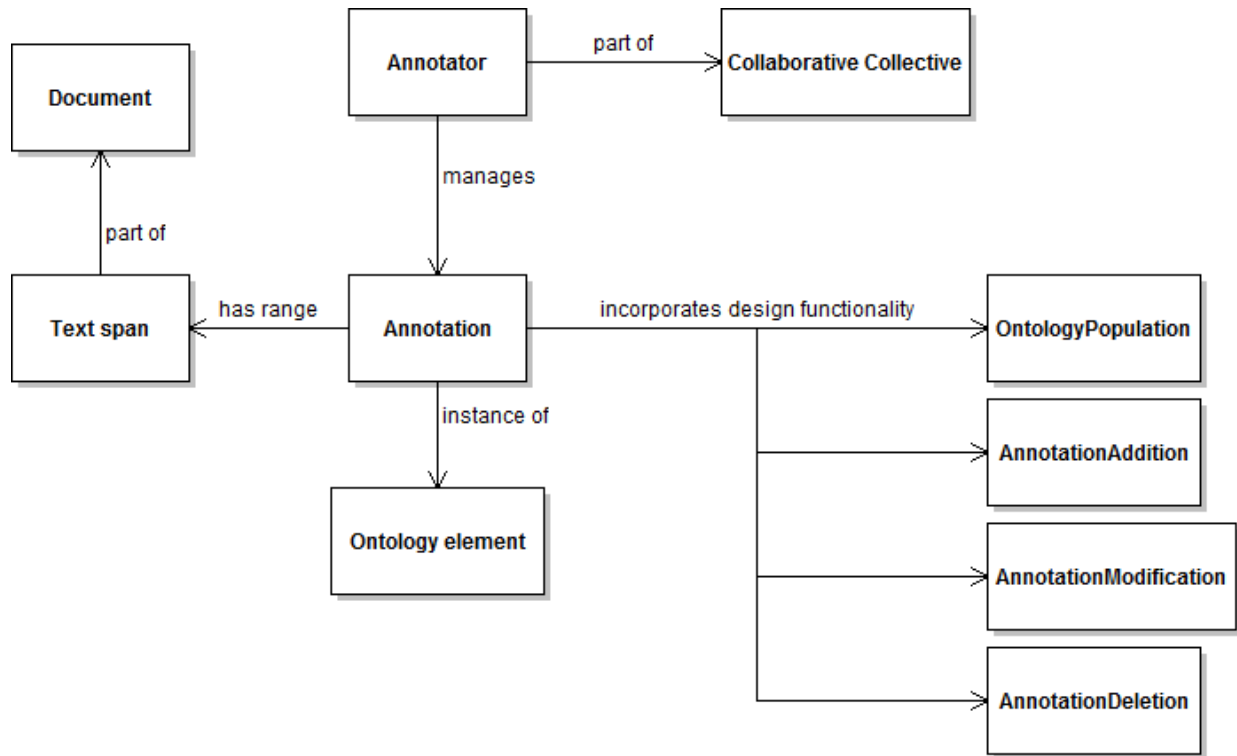 Annotator
part of
Collaborative Collective
Document
manages
part of
Text span
has range
Annotation
incorporates design functionality
OntologyPopulation
instance of
AnnotationAddition
Ontology element
AnnotationModification
AnnotationDeletion